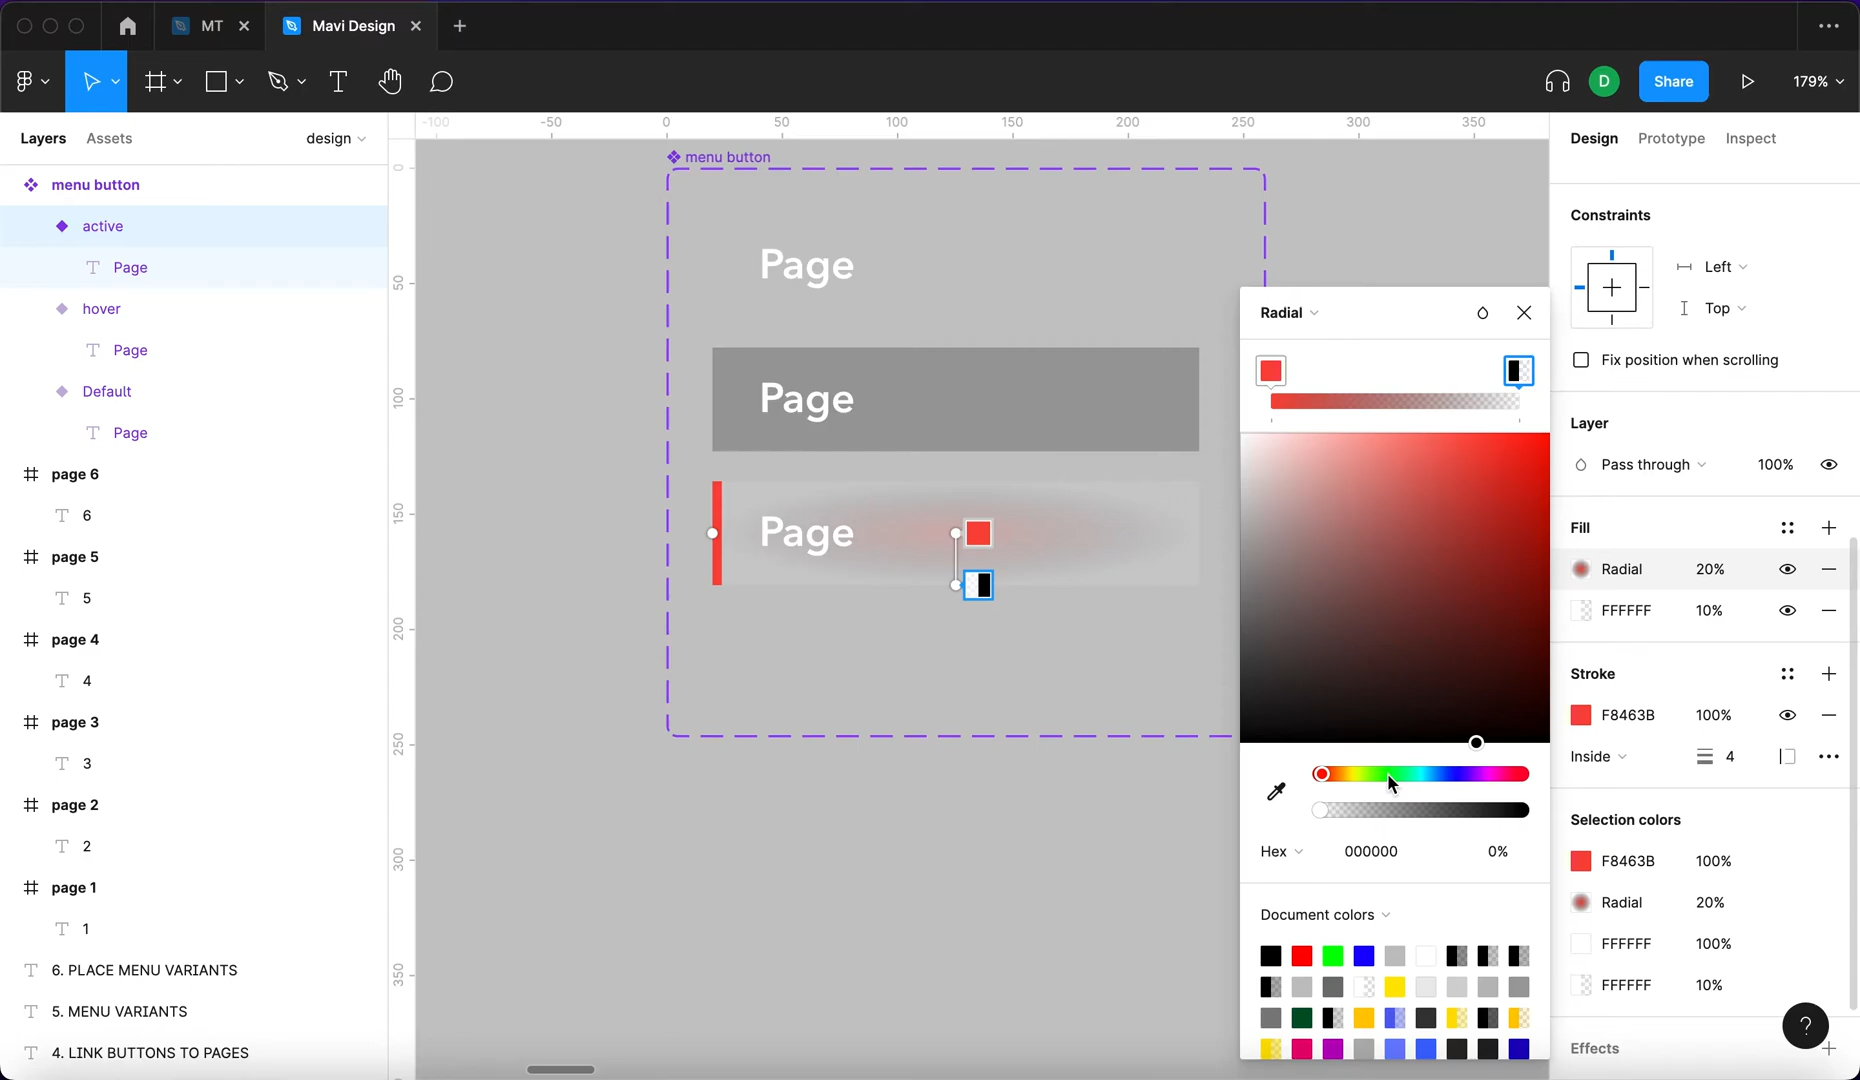 MT
Mavi Design
D
Share
179%
Layers
Assets
design
-100
-50
0
50
100
150
200
250
300
350
Design
Prototype
Inspect
menu button
active
Page
hover
Page
Default
Page
page 6
6
page 5
5
page 4
4
page 3
3
page 2
2
page 1
1
6. PLACE MENU VARIANTS
5. MENU VARIANTS
4. LINK BUTTONS TO PAGES
0
50
100
150
200
250
300
350
menu button
Page
Page
Page
Radial
Hex
000000
0%
Document colors
Constraints
Left
Top
Fix position when scrolling
Layer
Pass through
100%
Fill
Radial
20%
FFFFFF
10%
Stroke
F8463B
100%
Inside
4
Selection colors
F8463B
100%
Radial
20%
FFFFFF
100%
FFFFFF
10%
Effects
?